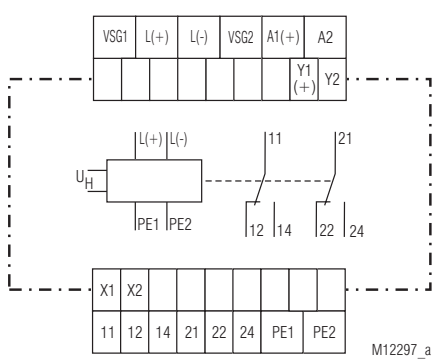 VSG1 L(+) L(-) VSG2 A1(+) A2
Y1 (+) Y2
L(+) L(-) 11 21
UH
PE1 PE2 12 14 22 24
X1 X2
11 12 14 21 22 24 PE1 PE2
M12297_a